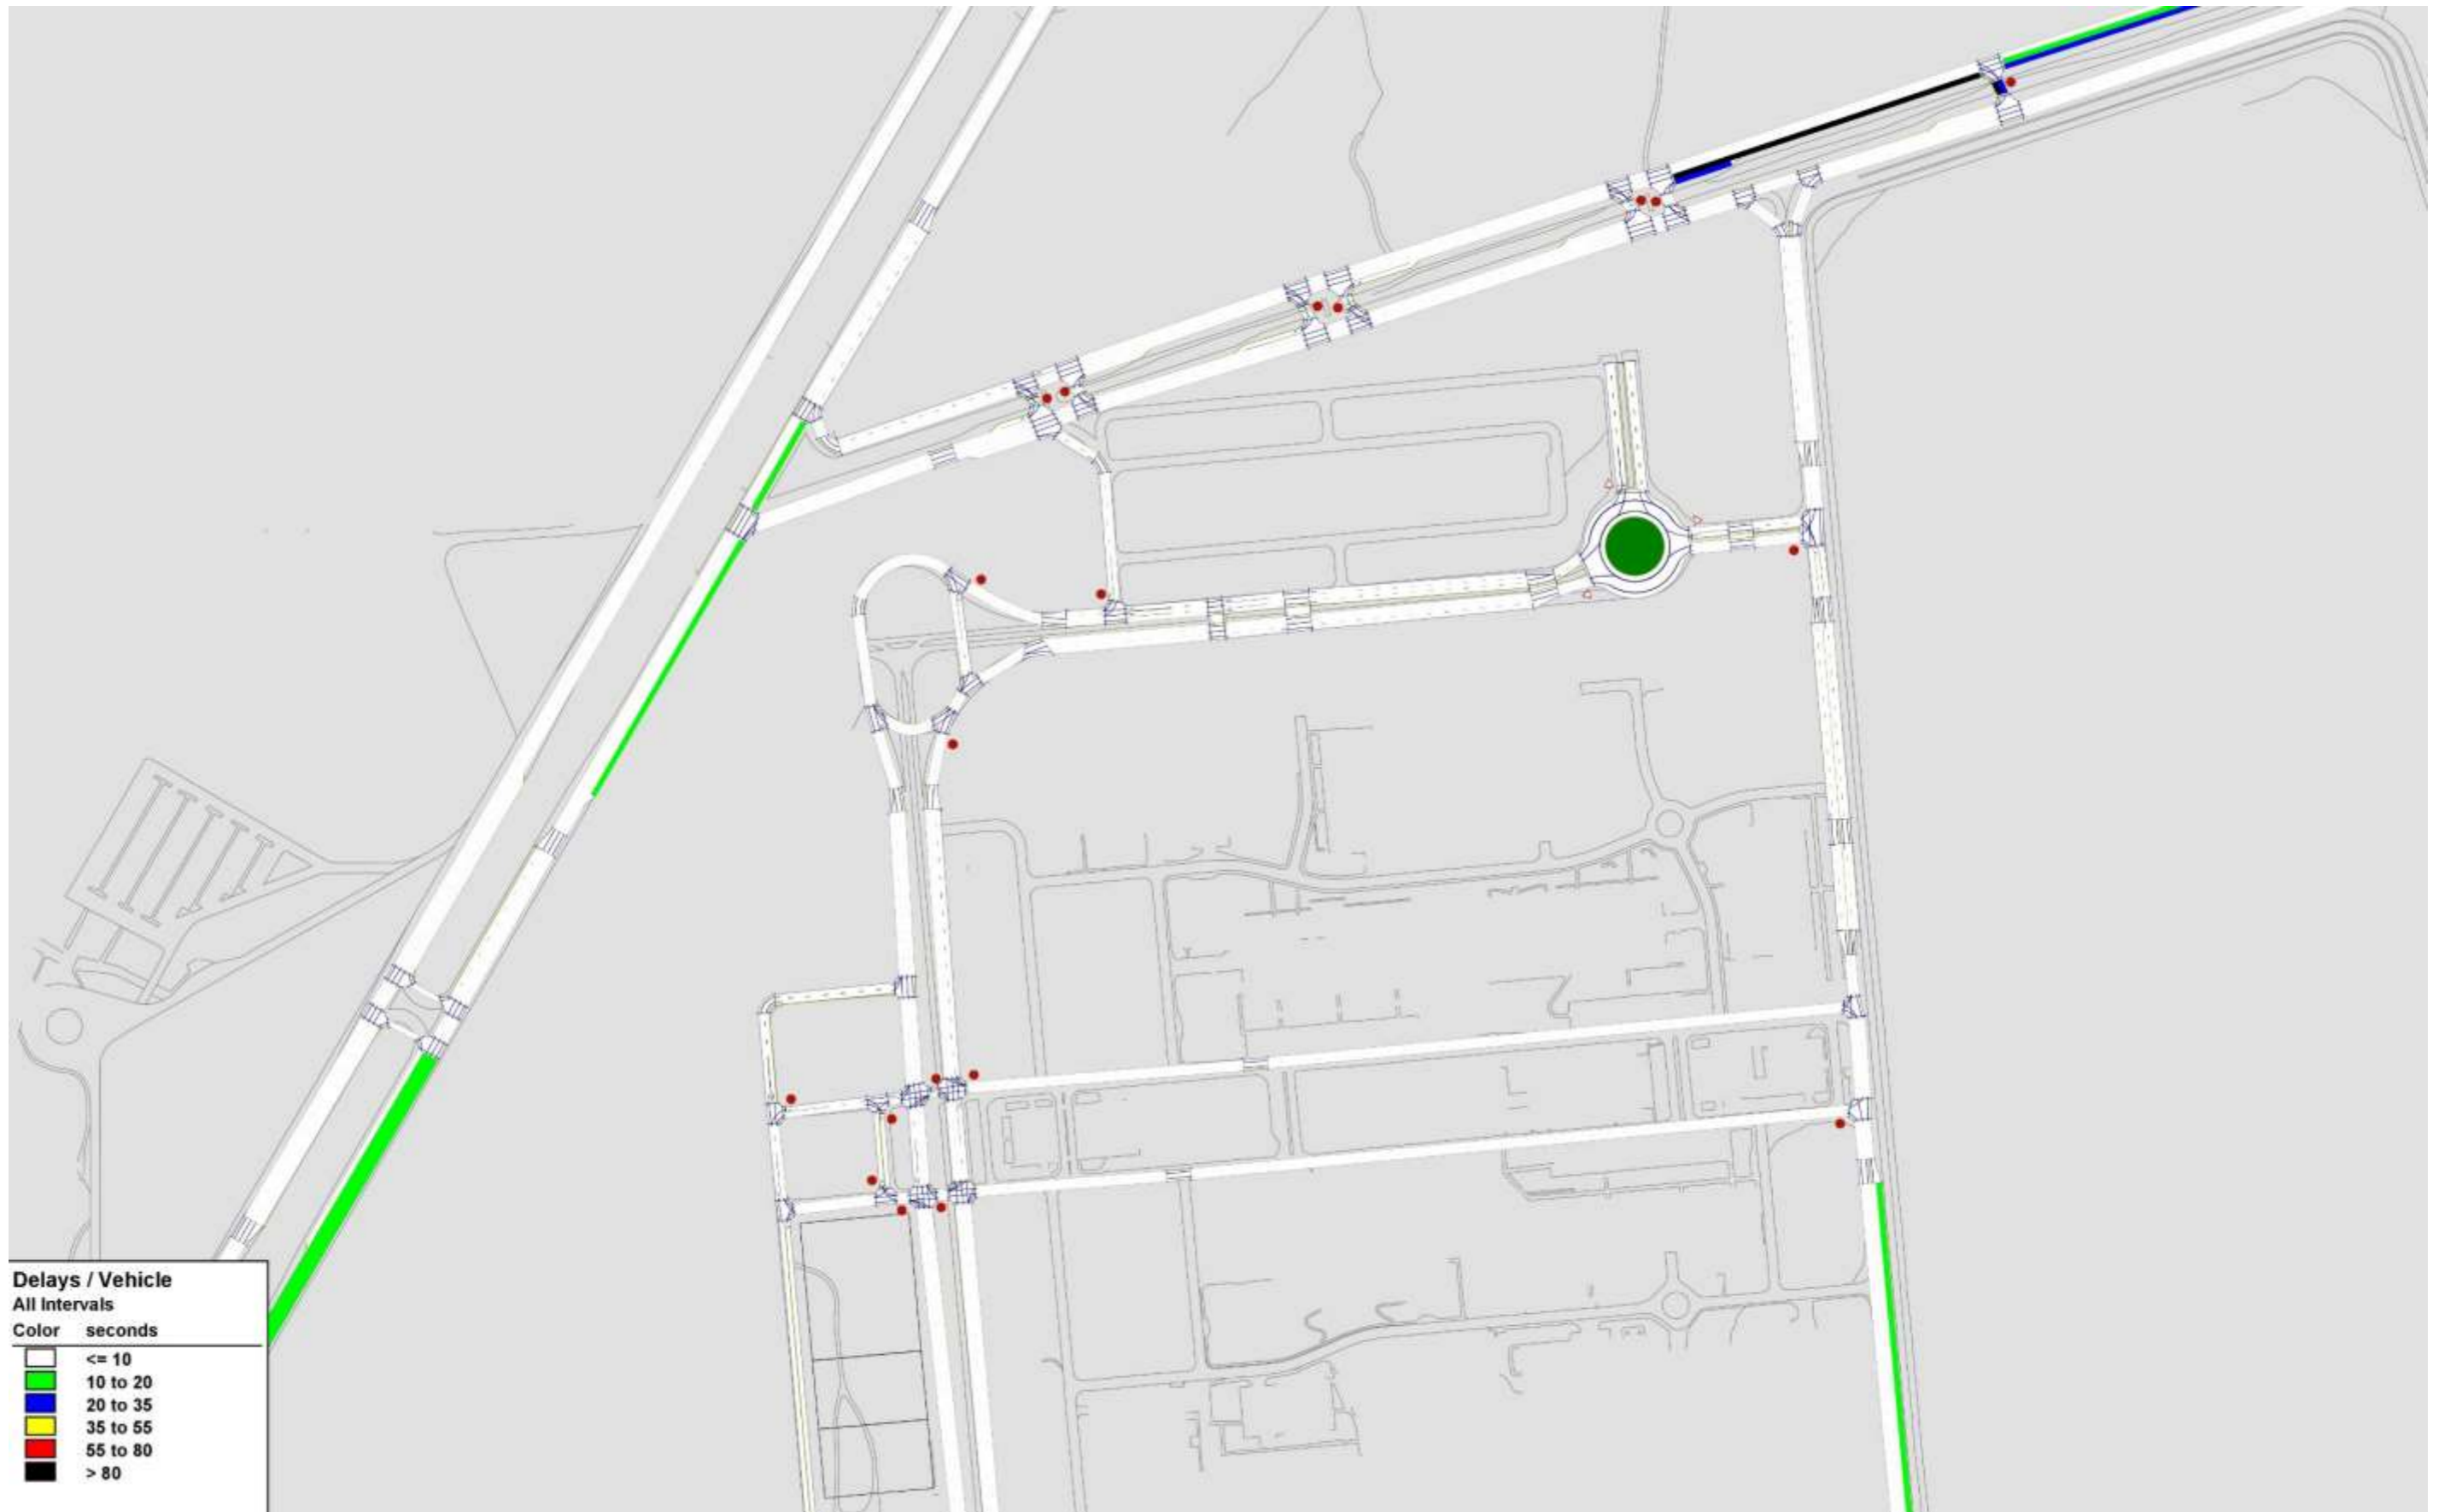 Delays / Vehicle
All Intervals
Color seconds
<= 10
10 to 20
20 to 35
35 to 55
55 to 80
> 80